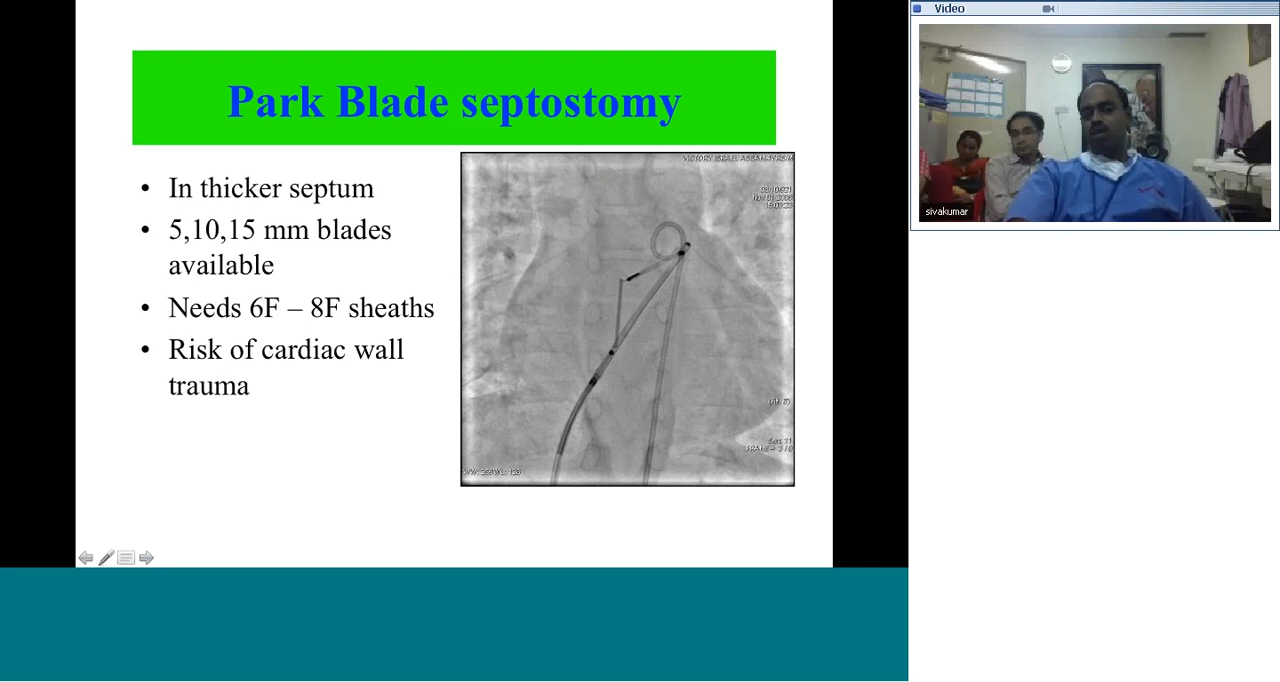 Video
Park Blade septostomy
• In thicker septum
• 5,10,15 mm blades
available
• Needs 6F – 8F sheaths
• Risk of cardiac wall
trauma
sivakumar